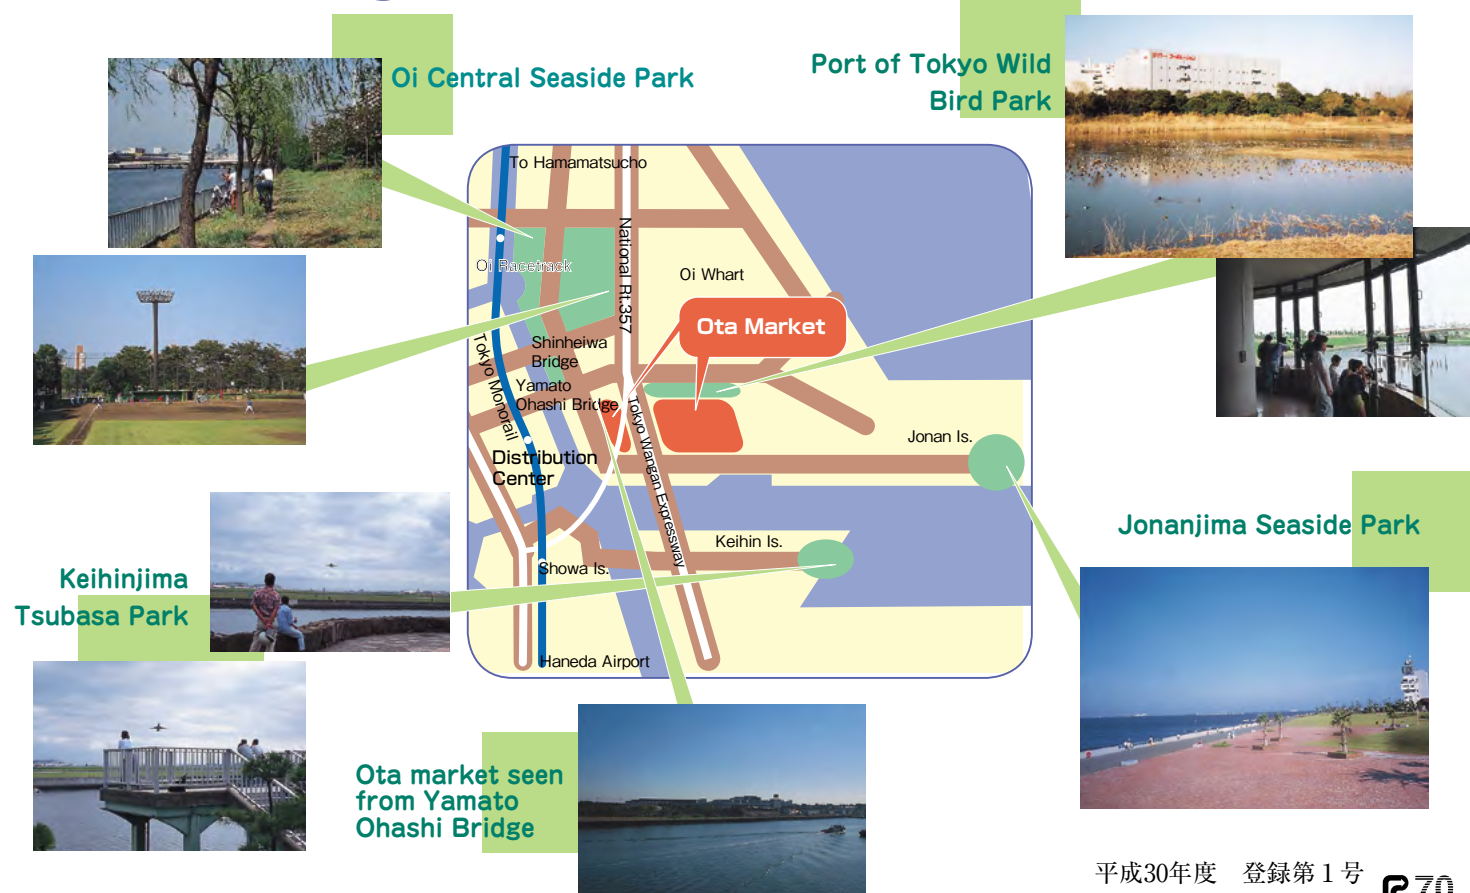 Oi Central Seaside Park
Port of Tokyo Wild
Bird Park
To Hamamatsucho
National Rt.357
Oi Racetrack
Oi Whart
Ota Market
Shinheiwa
Bridge
Tokyo Monorail
Yamato
Ohashi Bridge
Tokyo Wangan Expressway
Jonan Is.
Distribution
Center
Jonanjima Seaside Park
Keihin Is.
Showa Is.
Keihinjima
Tsubasa Park
Haneda Airport
Ota market seen
from Yamato
Ohashi Bridge
平成30年度　登録第１号
70